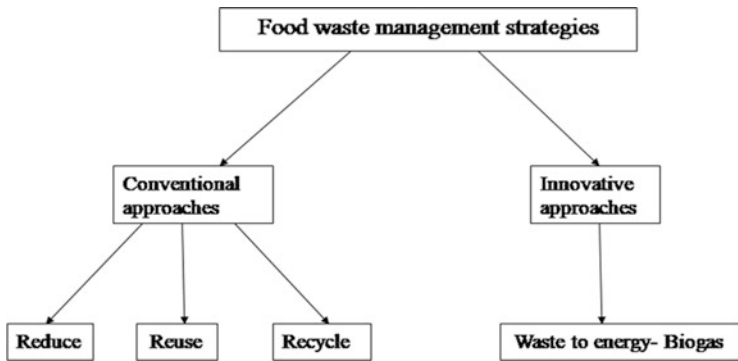 Food waste management strategies
Conventional
approaches
Innovative
approaches
Reduce
Reuse
Recycle
Waste to energy- Biogas